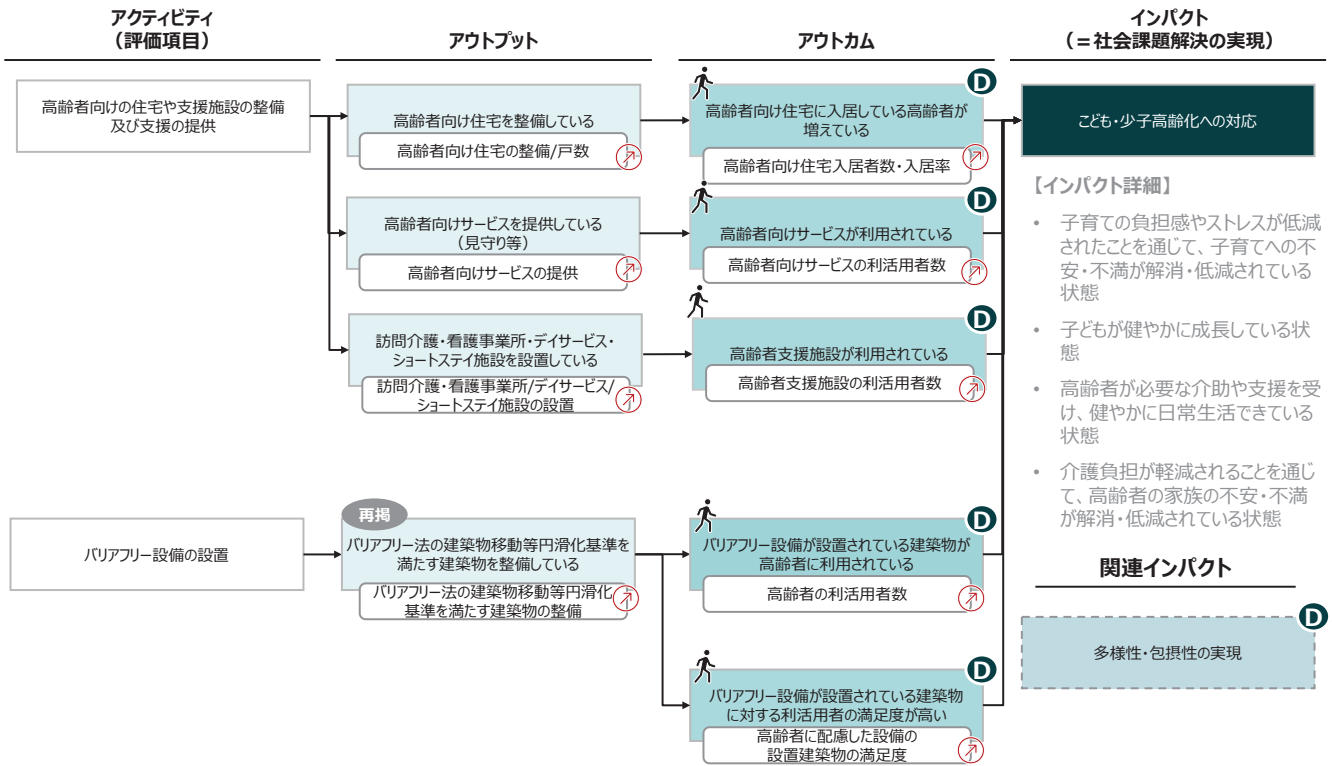 アクティビティ
（評価項目）
アウトプット
アウトカム
インパクト
（＝社会課題解決の実現）
高齢者向けの住宅や支援施設の整備
及び支援の提供
高齢者向け住宅を整備している
高齢者向け住宅の整備/戸数
D
高齢者向け住宅に入居している高齢者が
増えている
高齢者向け住宅入居者数・入居率
高齢者向けサービスを提供している
（見守り等）
高齢者向けサービスの提供
D
高齢者向けサービスが利用されている
高齢者向けサービスの利活用者数
訪問介護・看護事業所・デイサービス・
ショートステイ施設を設置している
訪問介護・看護事業所/デイサービス/
ショートステイ施設の設置
D
高齢者支援施設が利用されている
高齢者支援施設の利活用者数
バリアフリー設備の設置
再掲
バリアフリー法の建築物移動等円滑化基準を
満たす建築物を整備している
バリアフリー法の建築物移動等円滑化
基準を満たす建築物の整備
D
バリアフリー設備が設置されている建築物が
高齢者に利用されている
高齢者の利活用者数
D
バリアフリー設備が設置されている建築物
に対する利活用者の満足度が高い
高齢者に配慮した設備の
設置建築物の満足度
こども・少子高齢化への対応
【インパクト詳細】
• 子育ての負担感やストレスが低減
されたことを通じて、子育てへの不
安・不満が解消・低減されている
状態
• 子どもが健やかに成長している状
態
• 高齢者が必要な介助や支援を受
け、健やかに日常生活できている
状態
• 介護負担が軽減されることを通じ
て、高齢者の家族の不安・不満
が解消・低減されている状態
関連インパクト
D
多様性・包摂性の実現